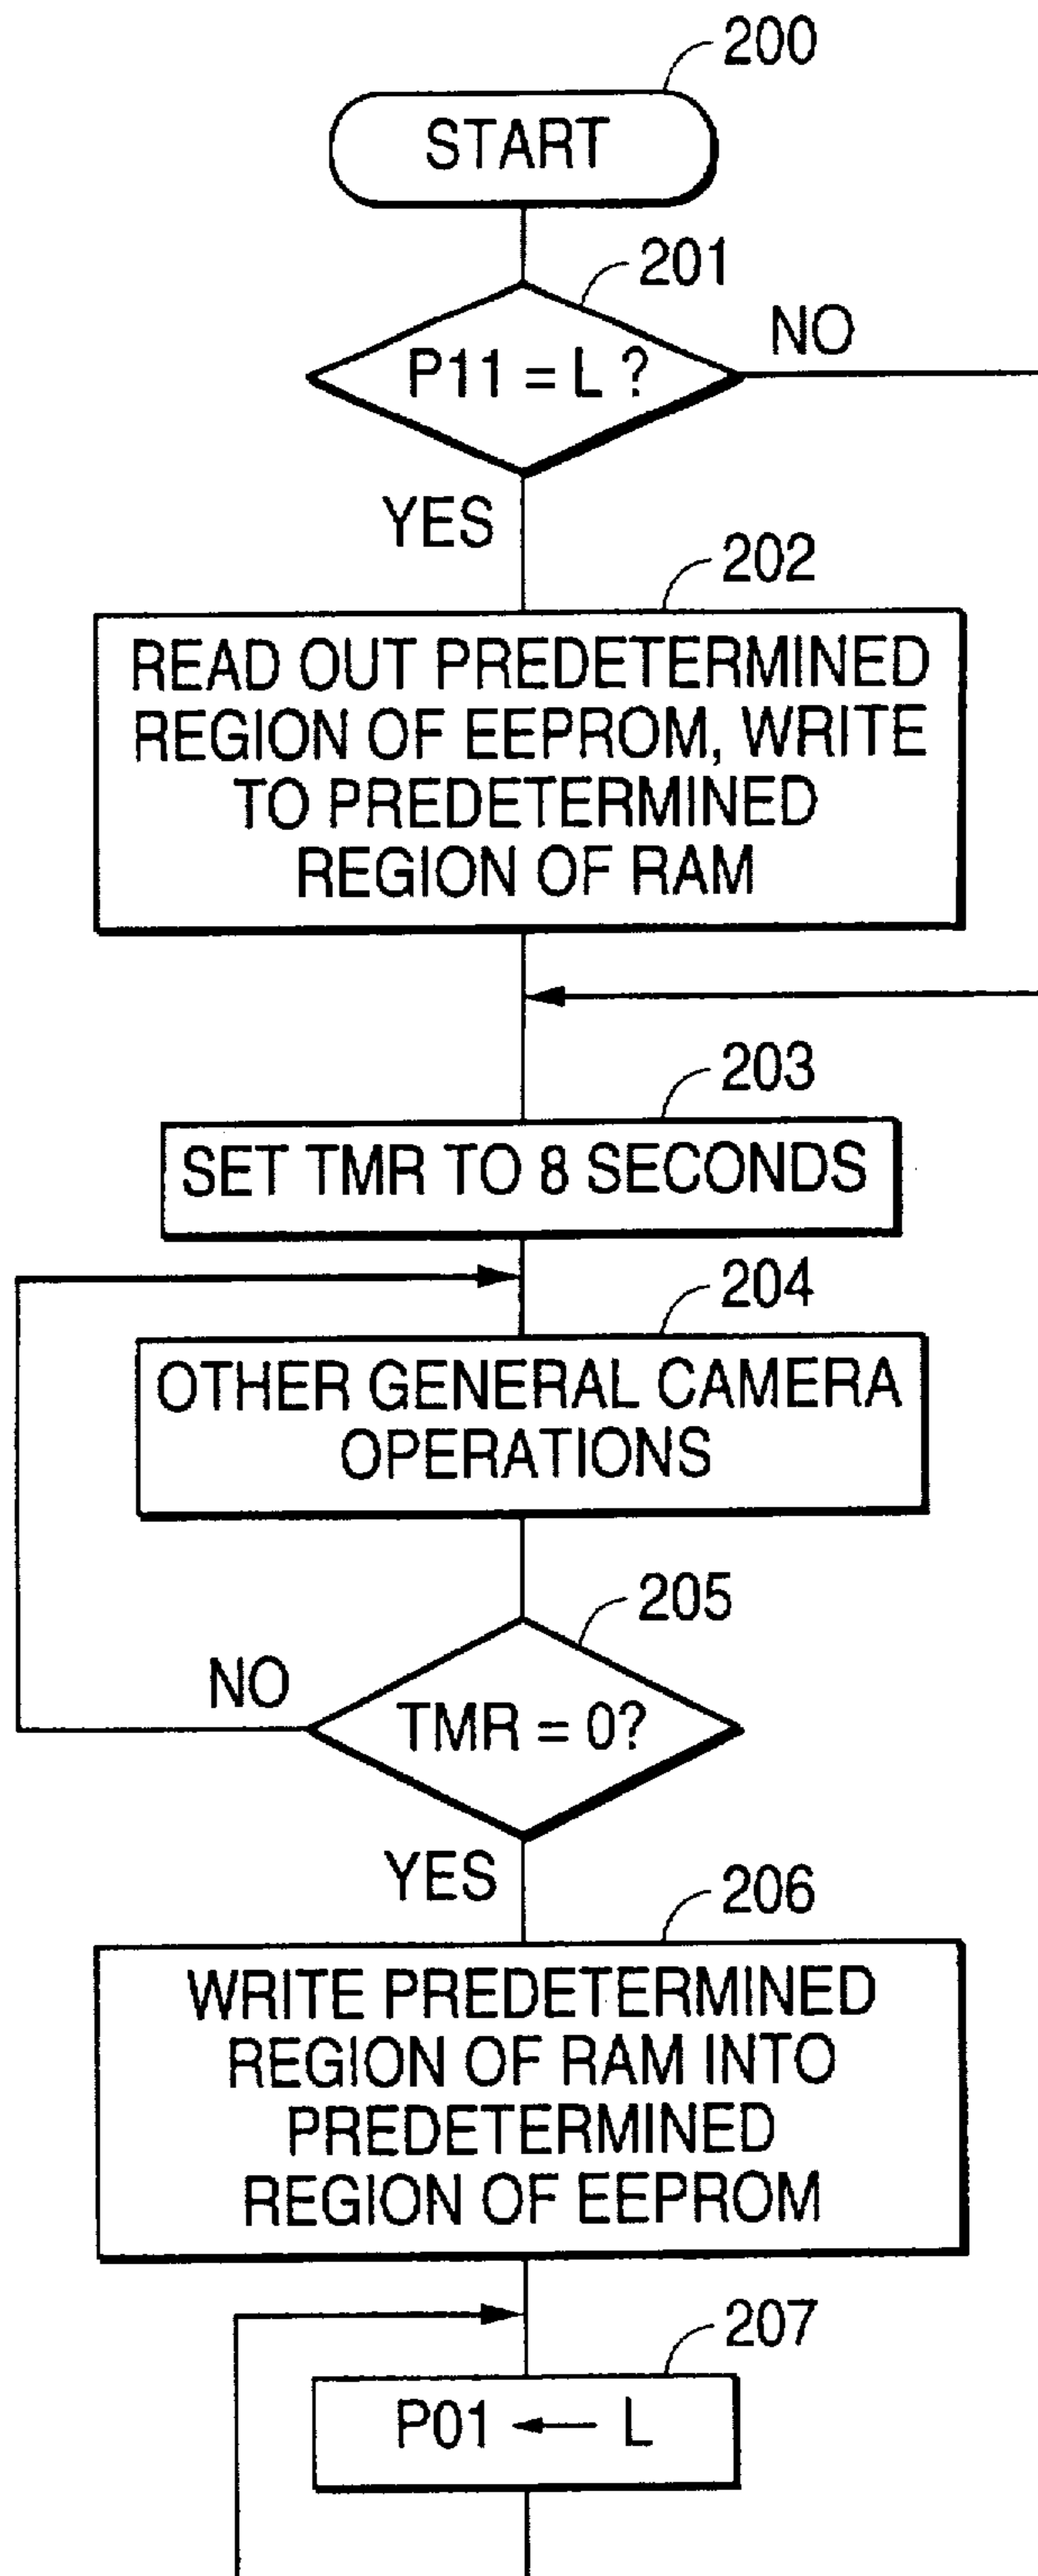 200
START
201
P11 = L ?
NO
YES
202
READ OUT PREDETERMINED
REGION OF EEPROM, WRITE
TO PREDETERMINED
REGION OF RAM
203
SET TMR TO 8 SECONDS
204
OTHER GENERAL CAMERA
OPERATIONS
205
NO
TMR = 0?
YES
206
WRITE PREDETERMINED
REGION OF RAM INTO
PREDETERMINED
REGION OF EEPROM
207
P01 ← L